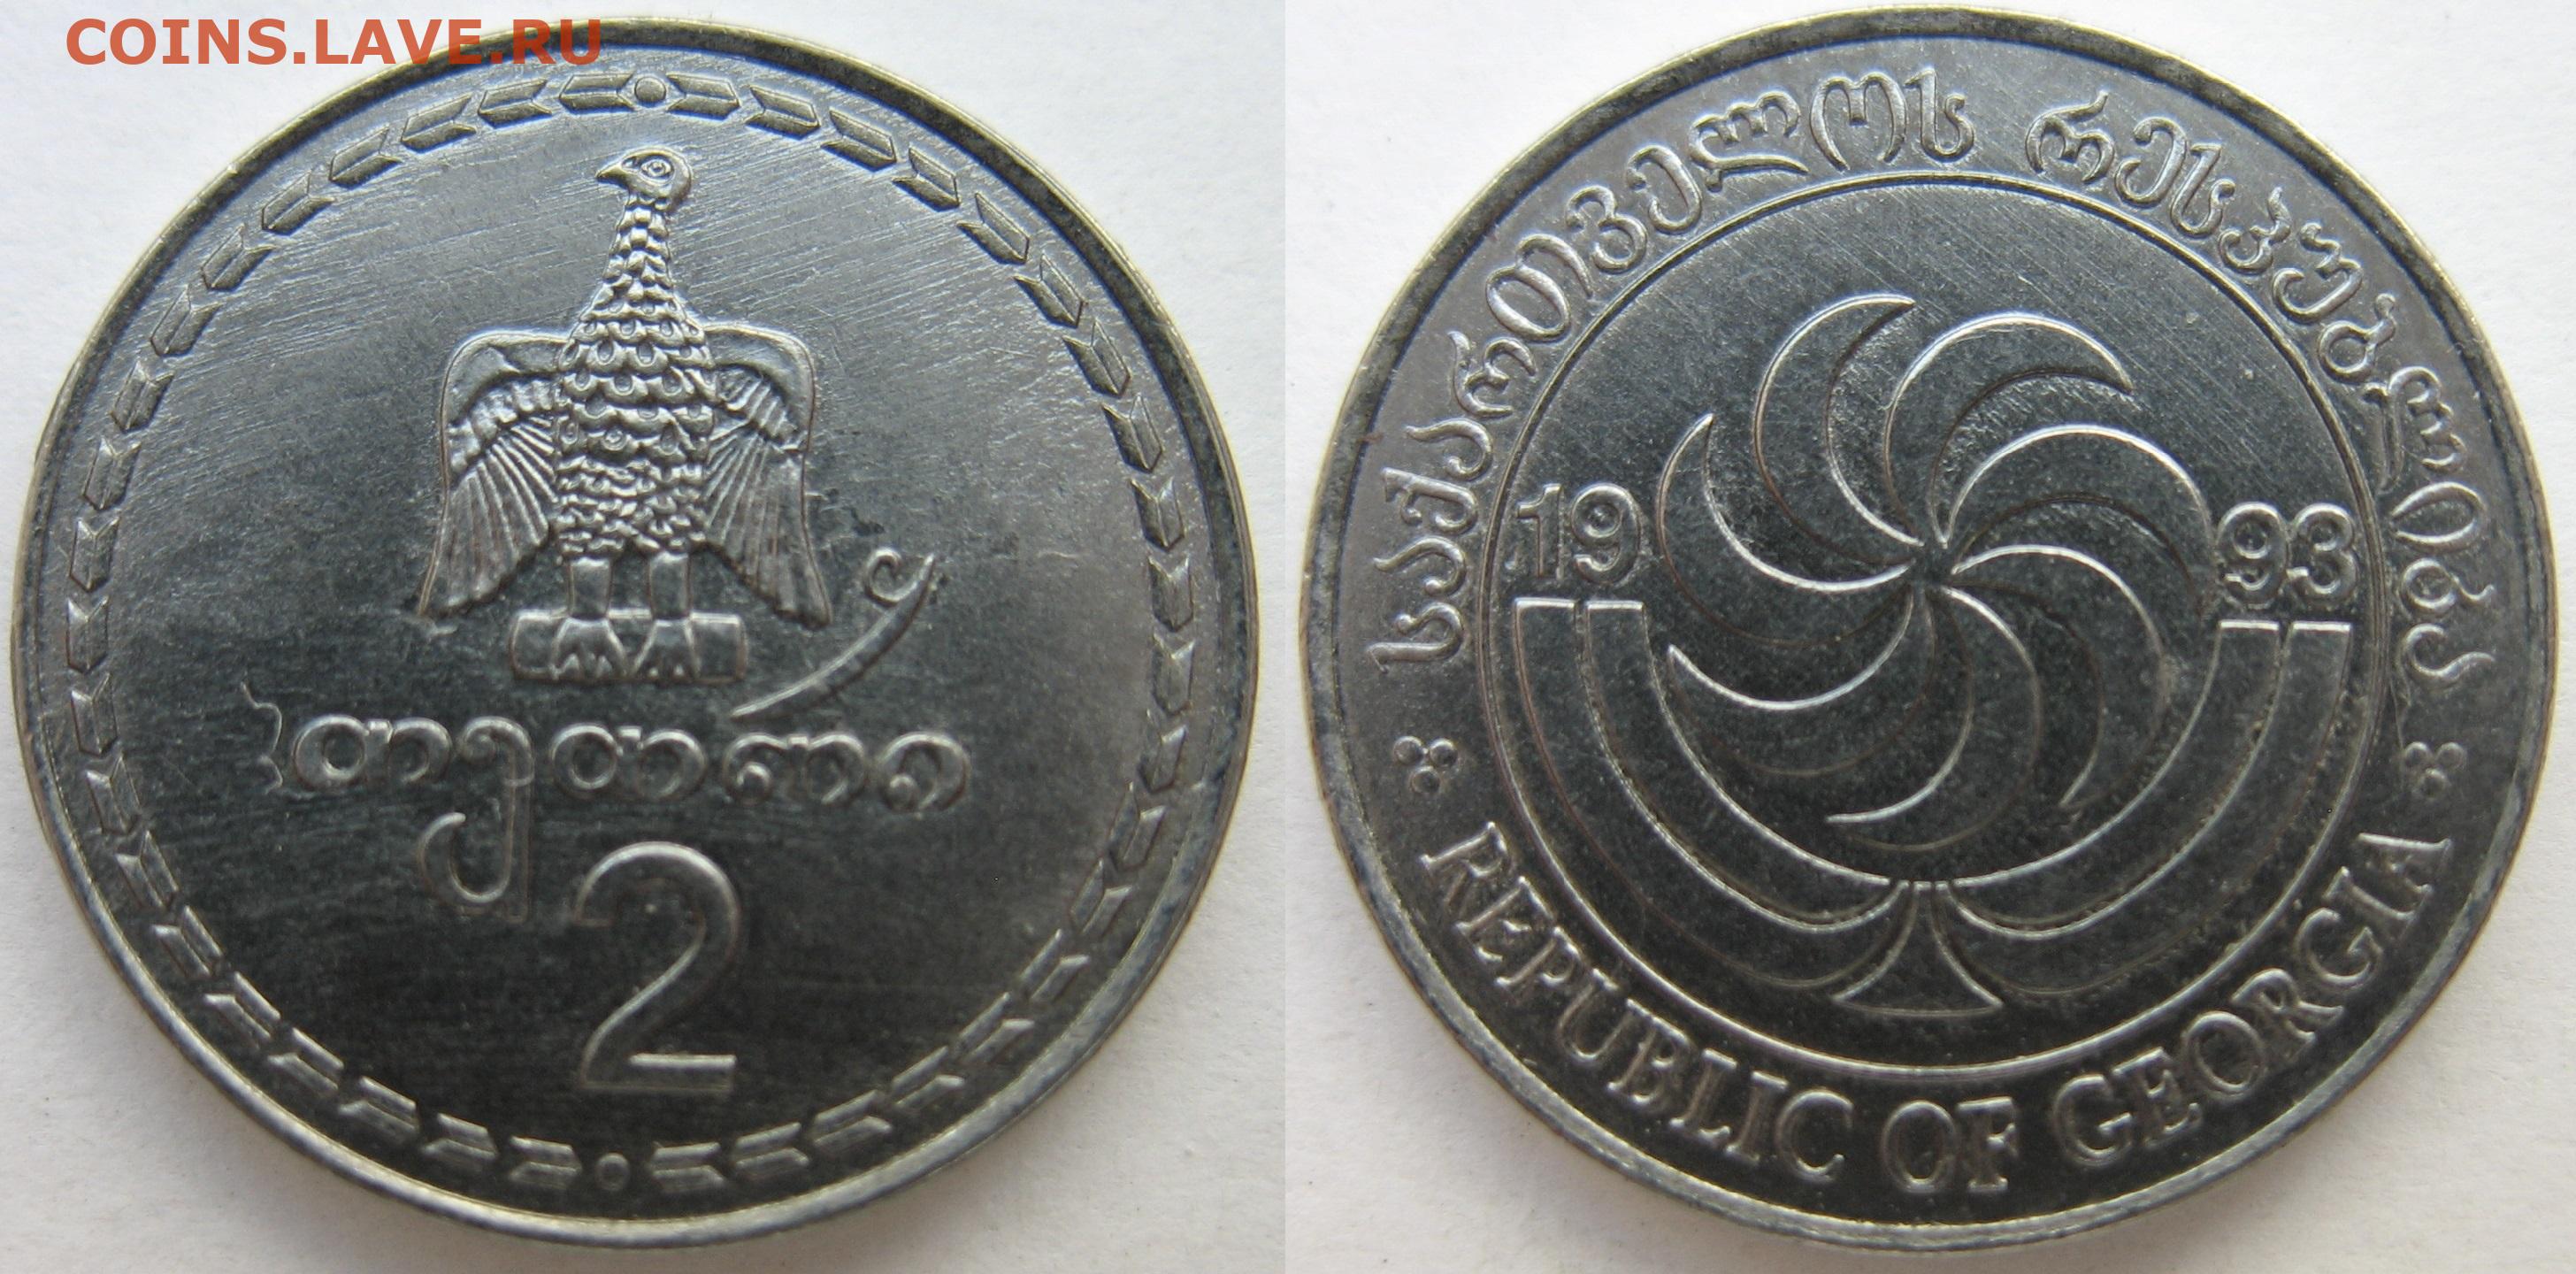 COINS.LAVE.RU
თეთრი
2
საქართველოს რესპუბლიკა
19 93
REPUBLIC OF GEORGIA